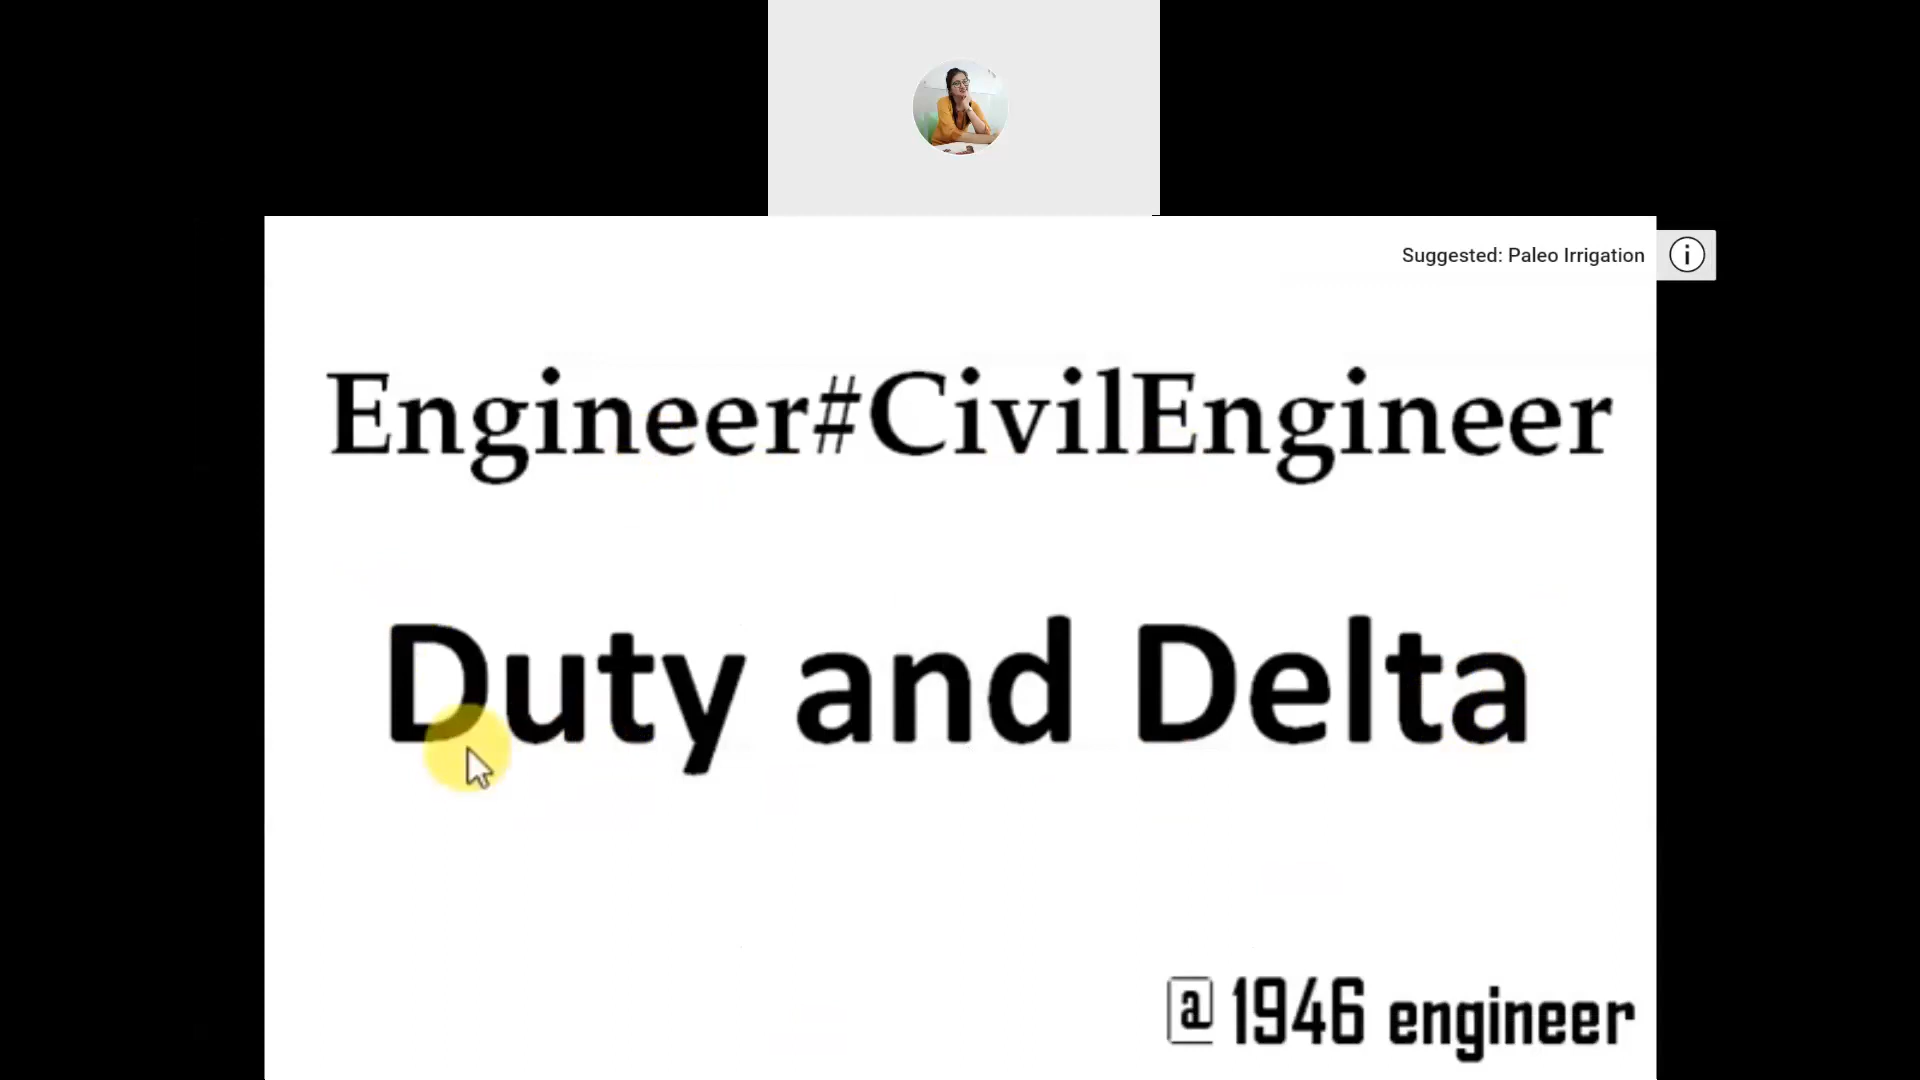 Suggested: Paleo Irrigation
Engineer#CivilEngineer
Duty and Delta
@ 1946 engineer